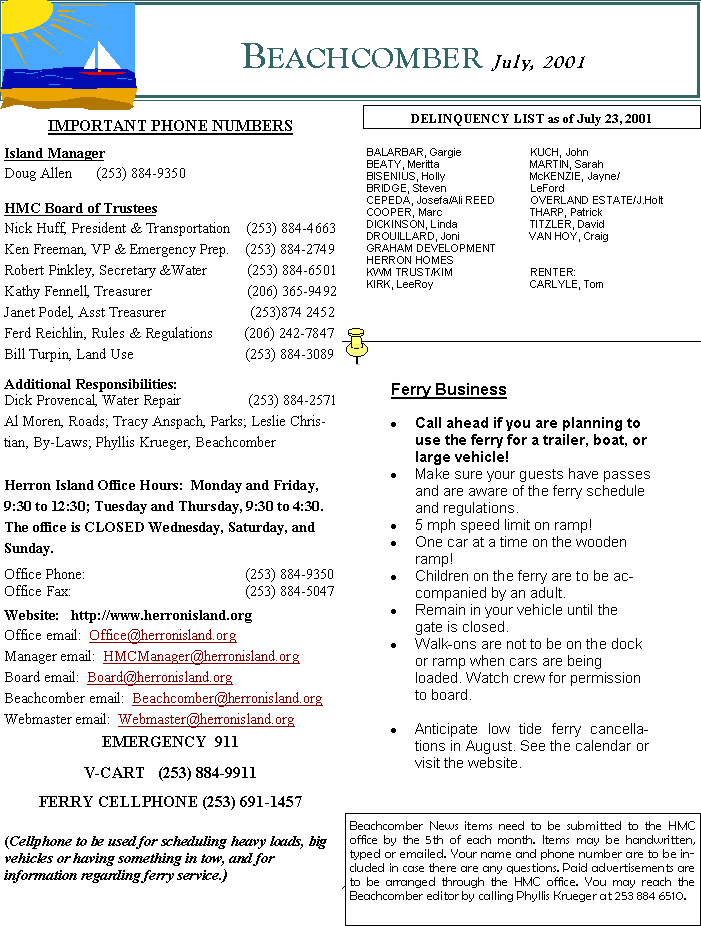 BEACHCOMBER July, 2001
IMPORTANT PHONE NUMBERS
Island Manager
Doug Allen (253) 884-9350
HMC Board of Trustees
Nick Huff, President & Transportation (253) 884-4663
Ken Freeman, VP & Emergency Prep. (253) 884-2749
Robert Pinkley, Secretary &Water (253) 884-6501
Kathy Fennell, Treasurer (206) 365-9492
Janet Podel, Asst Treasurer (253)874 2452
Ferd Reichlin, Rules & Regulations (206) 242-7847
Bill Turpin, Land Use (253) 884-3089
Additional Responsibilities:
Dick Provencal, Water Repair (253) 884-2571
Al Moren, Roads; Tracy Anspach, Parks; Leslie Chris-
tian, By-Laws; Phyllis Krueger, Beachcomber
Herron Island Office Hours: Monday and Friday,
9:30 to 12:30; Tuesday and Thursday, 9:30 to 4:30.
The office is CLOSED Wednesday, Saturday, and
Sunday.
Office Phone: (253) 884-9350
Office Fax: (253) 884-5047
Website: http://www.herronisland.org
Office email: Office@herronisland.org
Manager email: HMCManager@herronisland.org
Board email: Board@herronisland.org
Beachcomber email: Beachcomber@herronisland.org
Webmaster email: Webmaster@herronisland.org
EMERGENCY 911
V-CART (253) 884-9911
FERRY CELLPHONE (253) 691-1457
(Cellphone to be used for scheduling heavy loads, big
vehicles or having something in tow, and for
information regarding ferry service.)
DELINQUENCY LIST as of July 23, 2001
BALARBAR, Gargie
BEATY, Meritta
BISENIUS, Holly
BRIDGE, Steven
CEPEDA, Josefa/Ali REED
COOPER, Marc
DICKINSON, Linda
DROUILLARD, Joni
GRAHAM DEVELOPMENT
HERRON HOMES
KWM TRUST/KIM
KIRK, LeeRoy
KUCH, John
MARTIN, Sarah
McKENZIE, Jayne/
LeFord
OVERLAND ESTATE/J.Holt
THARP, Patrick
TITZLER, David
VAN HOY, Craig
RENTER:
CARLYLE, Tom
Ferry Business
• Call ahead if you are planning to
use the ferry for a trailer, boat, or
large vehicle!
• Make sure your guests have passes
and are aware of the ferry schedule
and regulations.
• 5 mph speed limit on ramp!
• One car at a time on the wooden
ramp!
• Children on the ferry are to be ac-
companied by an adult.
• Remain in your vehicle until the
gate is closed.
• Walk-ons are not to be on the dock
or ramp when cars are being
loaded. Watch crew for permission
to board.
• Anticipate low tide ferry cancella-
tions in August. See the calendar or
visit the website.
Beachcomber News items need to be submitted to the HMC
office by the 5th of each month. Items may be handwritten,
typed or emailed. Your name and phone number are to be in-
cluded in case there are any questions. Paid advertisements are
to be arranged through the HMC office. You may reach the
Beachcomber editor by calling Phyllis Krueger at 253 884 6510.